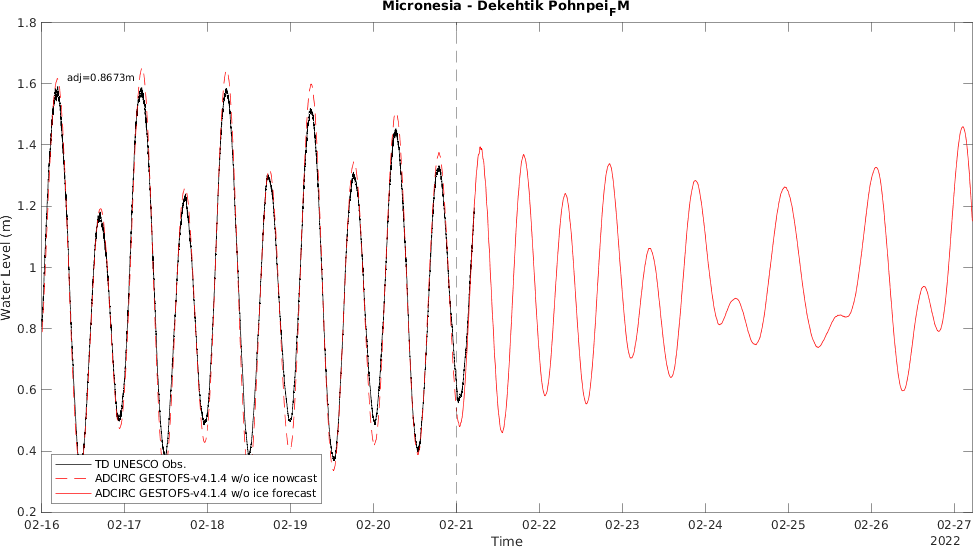 Micronesia - Dekehtik PohnpeiFM
adj=0.8673m
Water Level (m)
1.8
1.6
1.4
1.2
1
0.8
0.6
0.4
0.2
TD UNESCO Obs.
ADCIRC GESTOFS-v4.1.4 w/o ice nowcast
ADCIRC GESTOFS-v4.1.4 w/o ice forecast
02-16 02-17 02-18 02-19 02-20 02-21 02-22 02-23 02-24 02-25 02-26 02-27
Time
2022